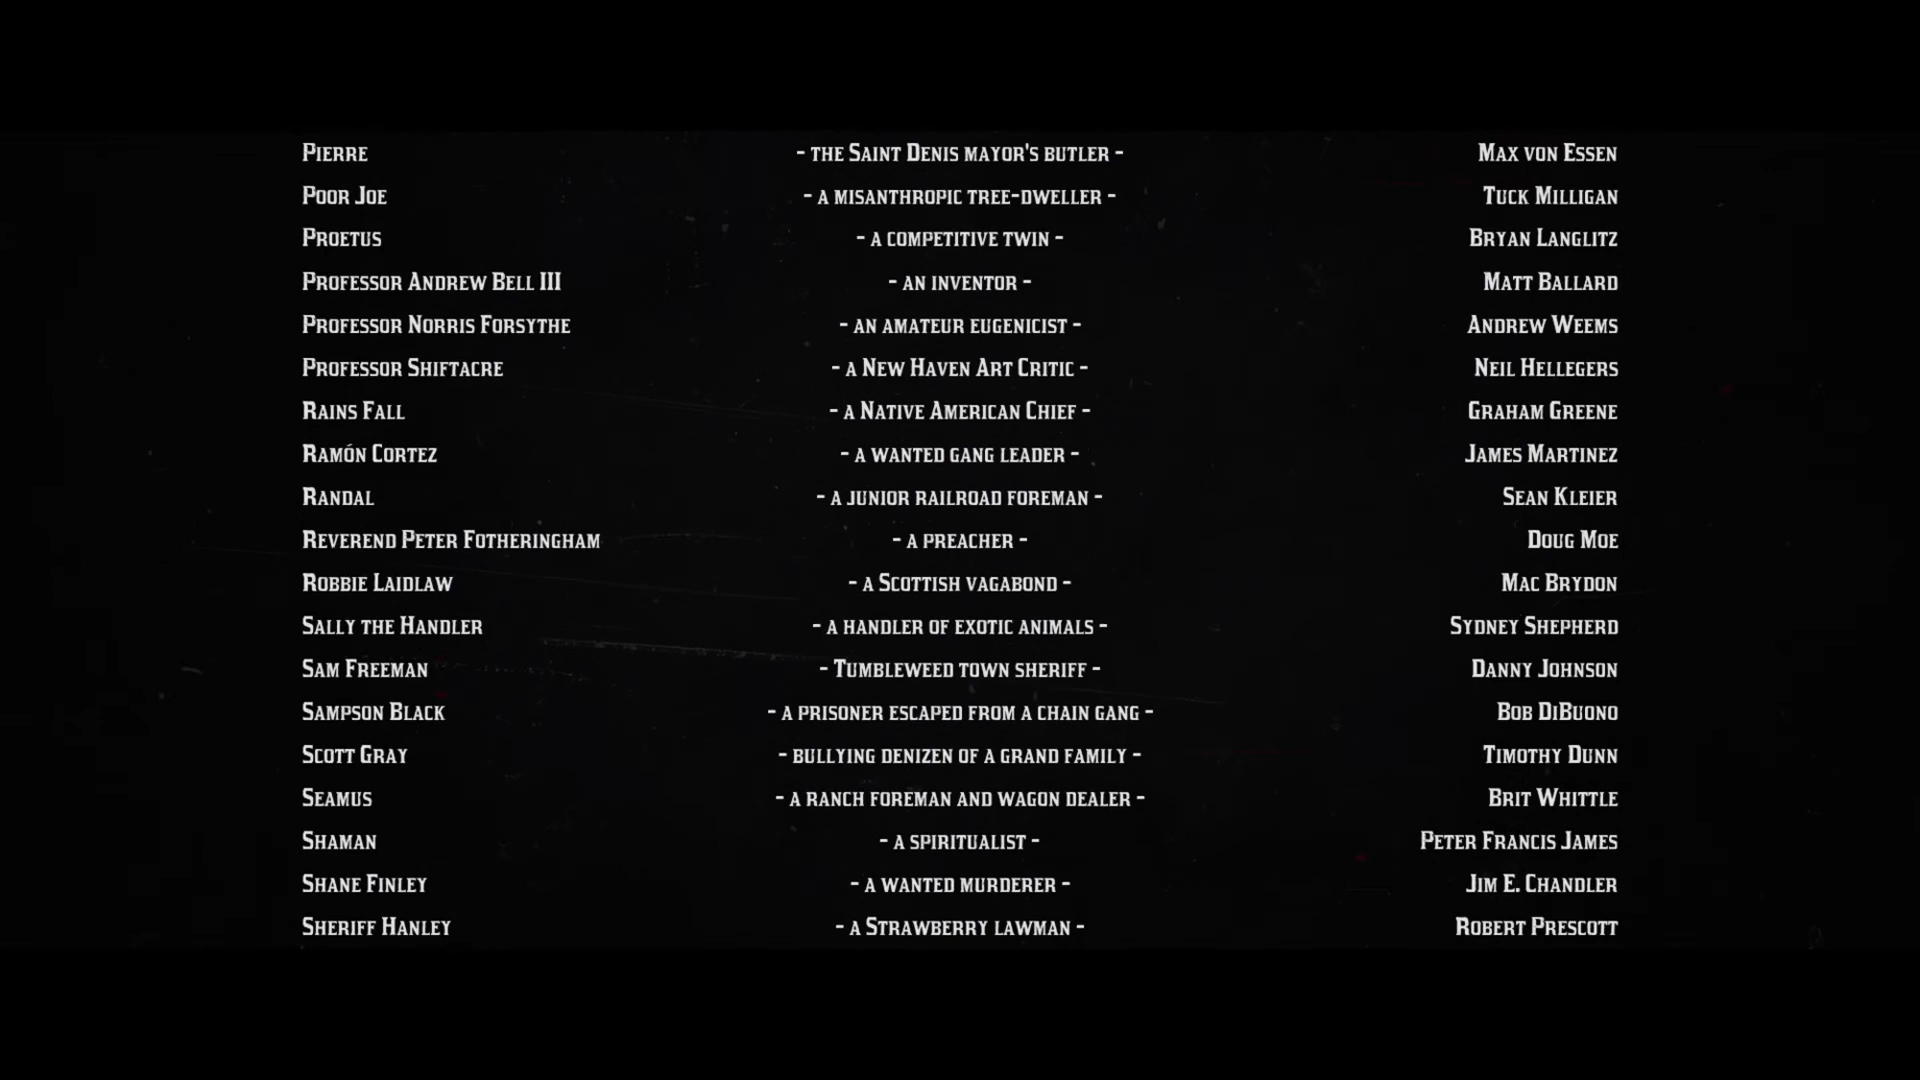 Pierre - the Saint Denis mayor's butler - Max von Essen
Poor Joe - a misanthropic tree-dweller - Tuck Milligan
Proetus - a competitive twin - Bryan Langlitz
Professor Andrew Bell III - an inventor - Matt Ballard
Professor Norris Forsythe - an amateur eugenicist - Andrew Weems
Professor Shiftacre - a New Haven Art Critic - Neil Hellegers
Rains Fall - a Native American Chief - Graham Greene
Ramón Cortez - a wanted gang leader - James Martinez
Randal - a junior railroad foreman - Sean Kleier
Reverend Peter Fotheringham - a preacher - Doug Moe
Robbie Laidlaw - a Scottish vagabond - Mac Brydon
Sally the Handler - a handler of exotic animals - Sydney Shepherd
Sam Freeman - Tumbleweed town sheriff - Danny Johnson
Sampson Black - a prisoner escaped from a chain gang - Bob DiBuono
Scott Gray - bullying denizen of a grand family - Timothy Dunn
Seamus - a ranch foreman and wagon dealer - Brit Whittle
Shaman - a spiritualist - Peter Francis James
Shane Finley - a wanted murderer - Jim E. Chandler
Sheriff Hanley - a Strawberry lawman - Robert Prescott